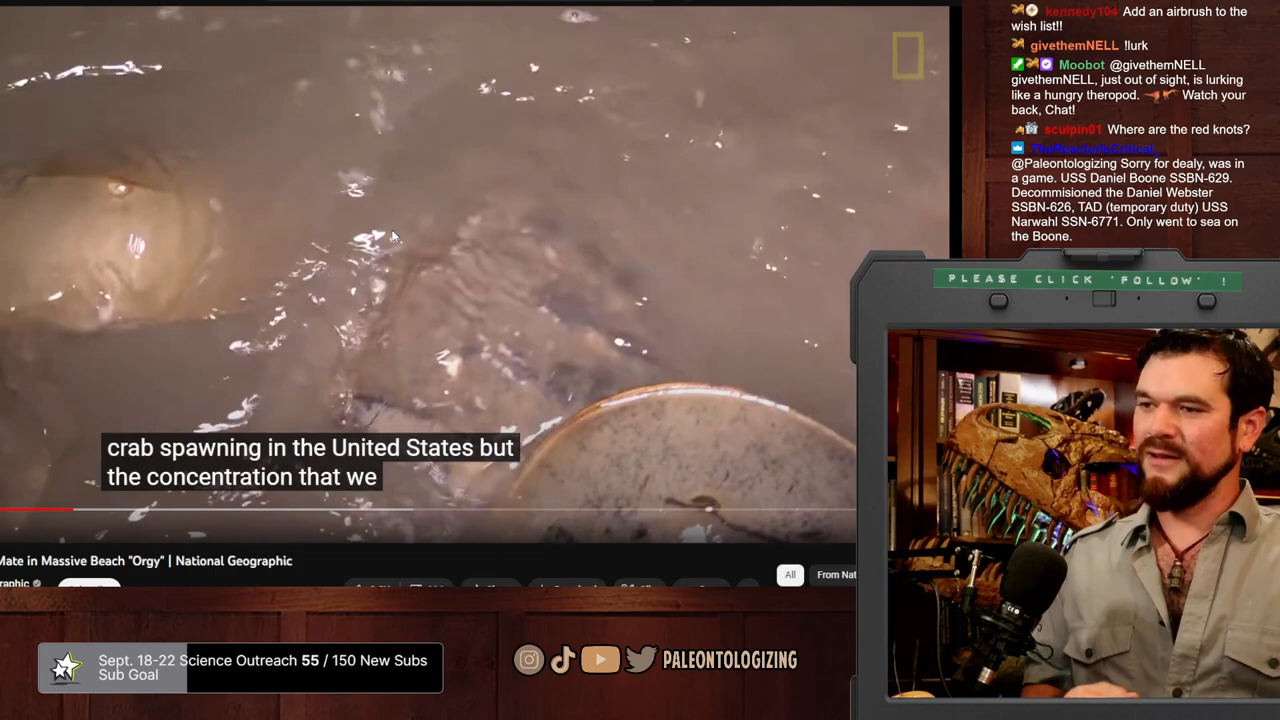 kennedy104 Add an airbrush to the
wish list!!
givethemNELL !lurk
Moobot @givethemNELL
givethemNELL, just out of sight, is lurking
like a hungry theropod. Watch your
back, Chat!
sculpin01 Where are the red knots?
TheReactorIsCritical_
@Paleontologizing Sorry for dealy, was in
a game. USS Daniel Boone SSBN-629.
Decommisioned the Daniel Webster
SSBN-626, TAD (temporary duty) USS
Narwahl SSN-6771. Only went to sea on
the Boone.
PLEASE CLICK 'FOLLOW' !
crab spawning in the United States but
the concentration that we
Mate in Massive Beach "Orgy" | National Geographic
raphic
All From Nat
Sept. 18-22 Science Outreach 55 / 150 New Subs
Sub Goal
PALEONTOLOGIZING